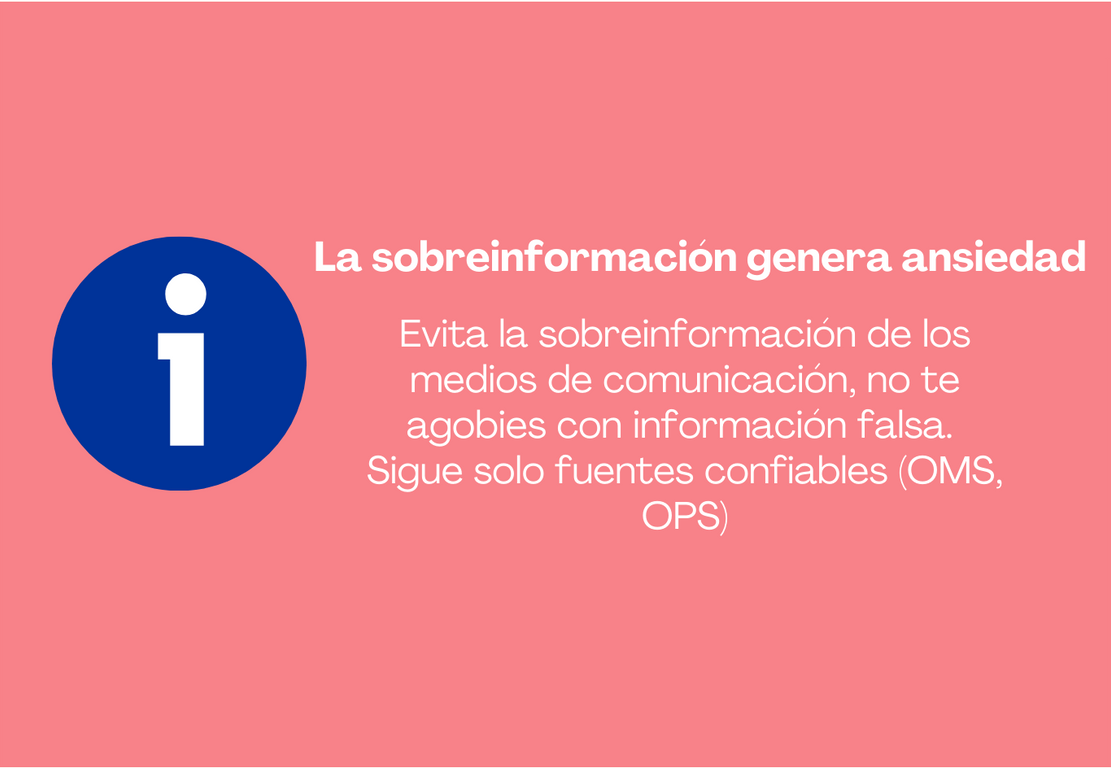 La sobreinformación genera ansiedad
Evita la sobreinformación de los
medios de comunicación, no te
agobies con información falsa.
Sigue solo fuentes confiables (OMS,
OPS)